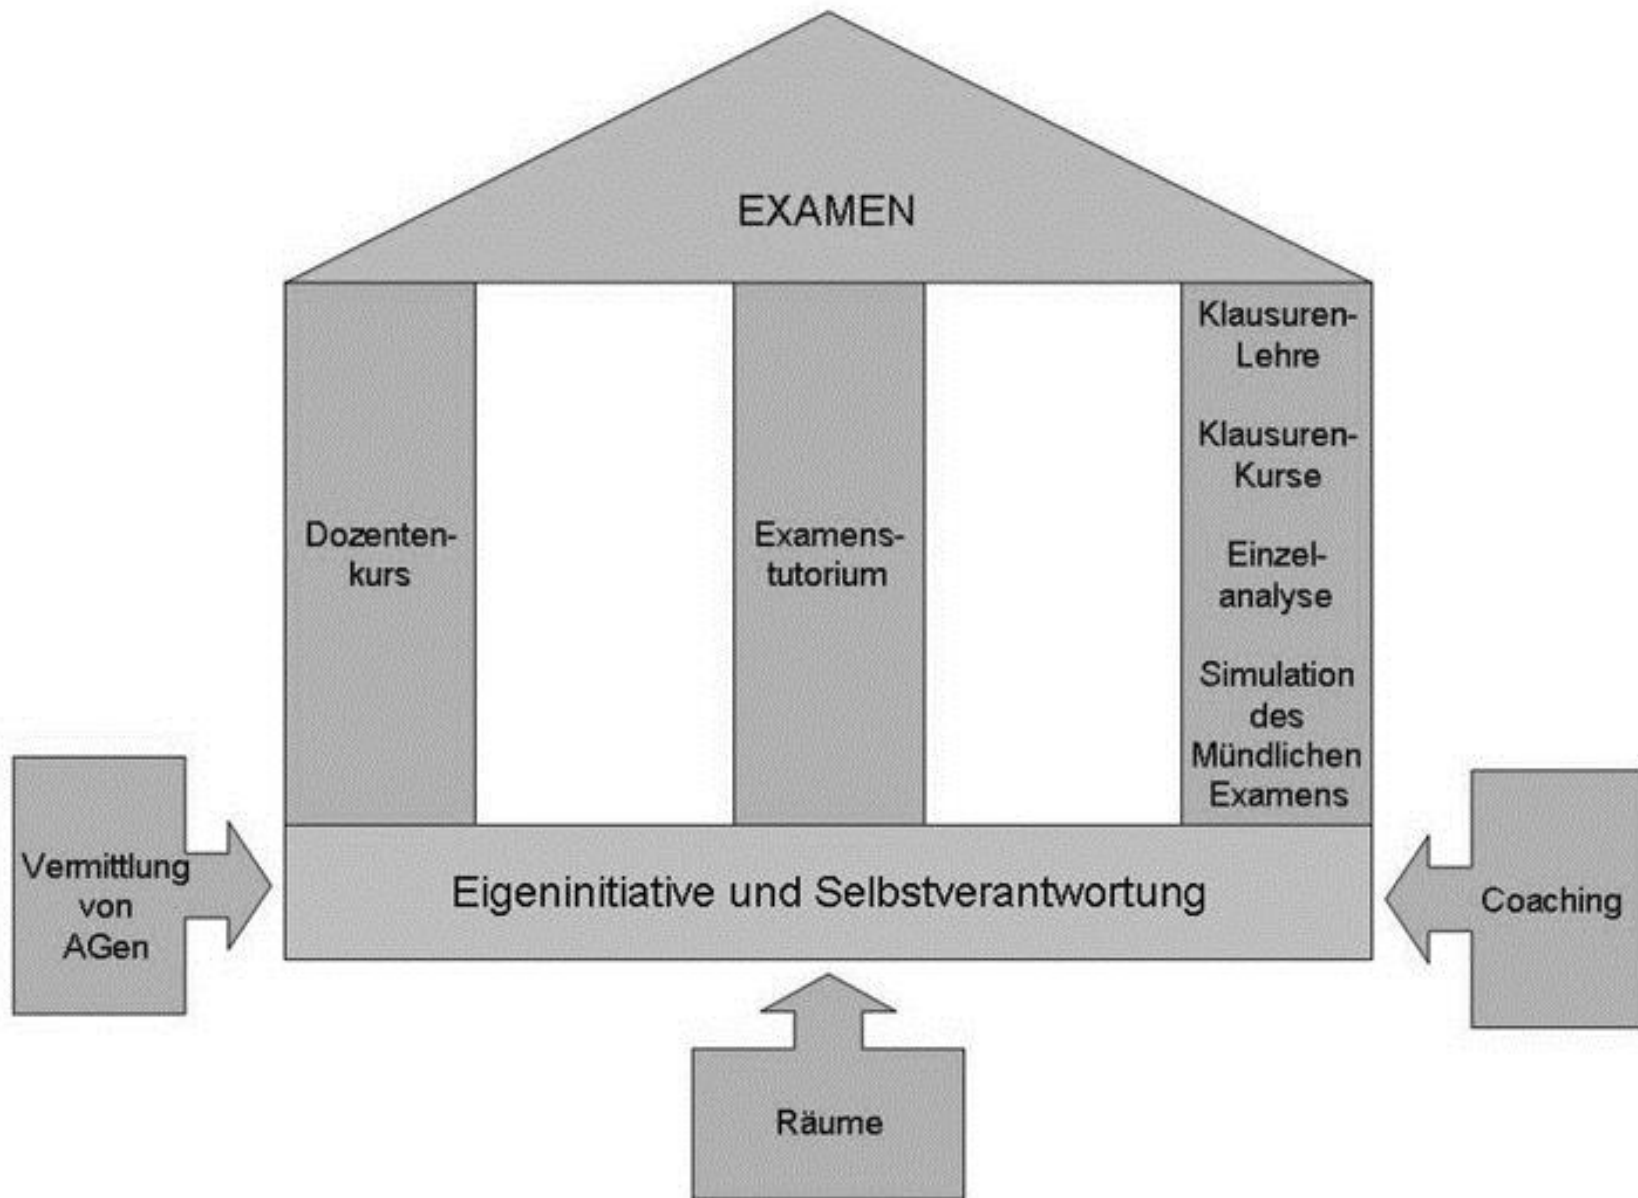 EXAMEN
Dozenten-
kurs
Examens-
tutorium
Klausuren-
Lehre
Klausuren-
Kurse
Einzel-
analyse
Simulation
des
Mündlichen
Examens
Vermittlung
von
AGen
Eigeninitiative und Selbstverantwortung
Coaching
Räume